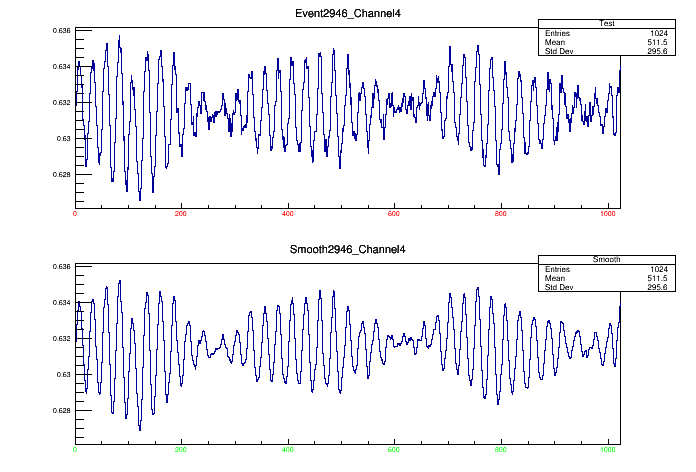 Event2946_Channel4
Test
Entries 1024
Mean 511.5
Std Dev 295.6
0.636
0.634
0.632
0.63
0.628
0 200 400 600 800 1000
Smooth2946_Channel4
Smooth
Entries 1024
Mean 511.5
Std Dev 295.6
0.636
0.634
0.632
0.63
0.628
0 200 400 600 800 1000